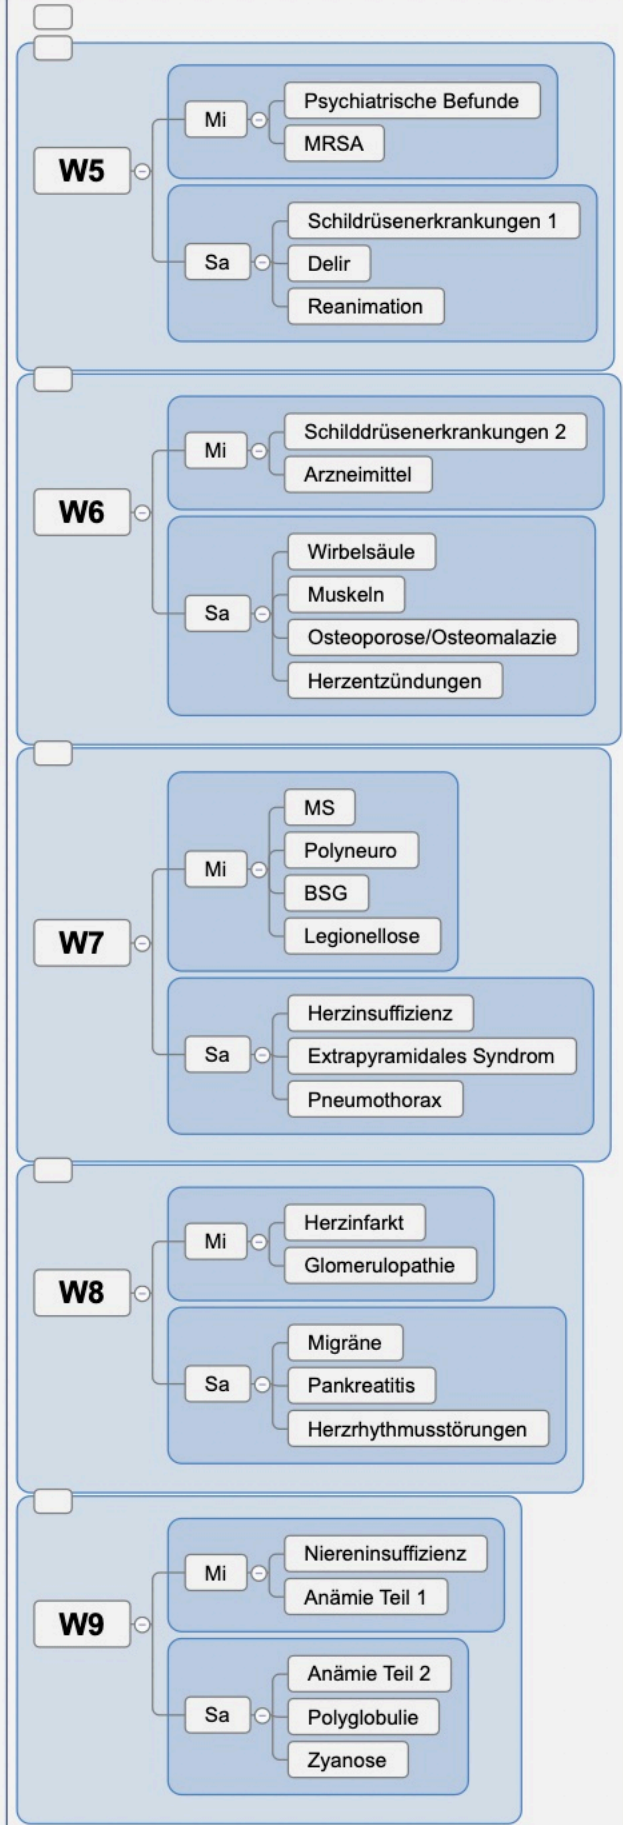 W5
Mi
Psychiatrische Befunde
MRSA
Sa
Schildrüsenerkrankungen 1
Delir
Reanimation
W6
Mi
Schilddrüsenerkrankungen 2
Arzneimittel
Sa
Wirbelsäule
Muskeln
Osteoporose/Osteomalazie
Herzentzündungen
W7
Mi
MS
Polyneuro
BSG
Legionellose
Sa
Herzinsuffizienz
Extrapyramidales Syndrom
Pneumothorax
W8
Mi
Herzinfarkt
Glomerulopathie
Sa
Migräne
Pankreatitis
Herzrhythmusstörungen
W9
Mi
Niereninsuffizienz
Anämie Teil 1
Sa
Anämie Teil 2
Polyglobulie
Zyanose